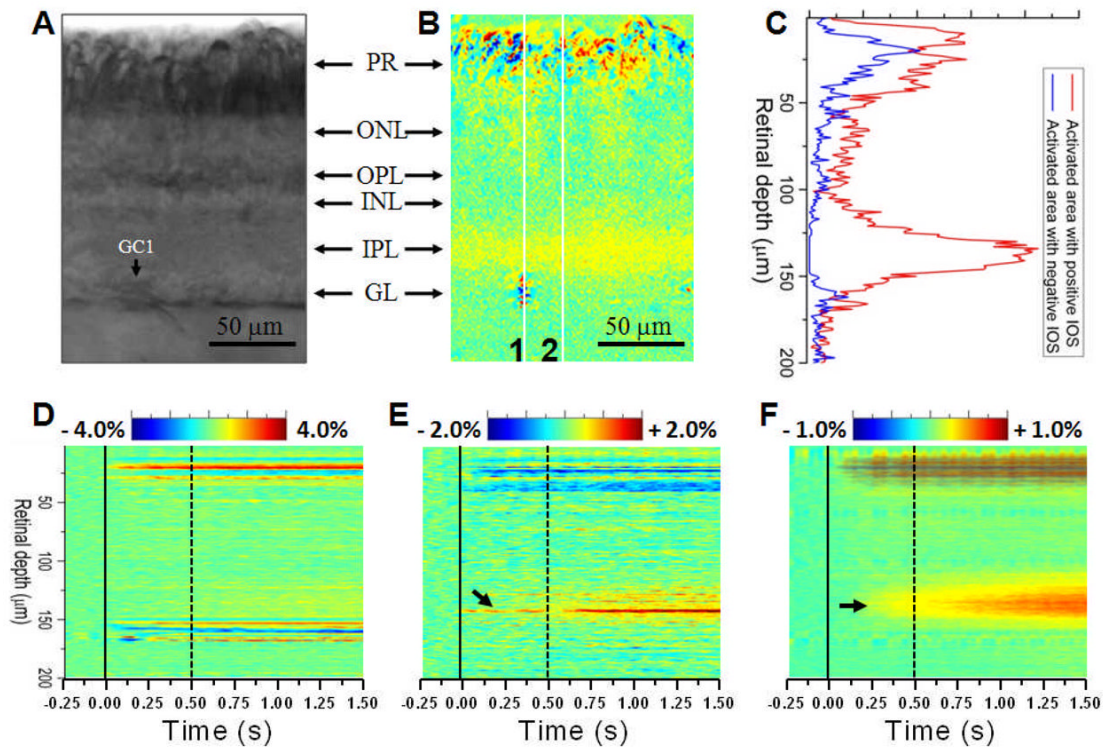 A
B
C
PR
ONL
OPL
INL
IPL
GL
GC1
50 µm
1 2
50 µm
50
100
150
200
Retinal depth (µm)
Activated area with positive IOS
Activated area with negative IOS
D
- 4.0% 4.0%
E
- 2.0% + 2.0%
F
- 1.0% + 1.0%
Retinal depth (µm)
50
100
150
200
-0.25 0 0.25 0.50 0.75 1.00 1.25 1.50
Time (s)
-0.25 0 0.25 0.50 0.75 1.00 1.25 1.50
Time (s)
-0.25 0 0.25 0.50 0.75 1.00 1.25 1.50
Time (s)